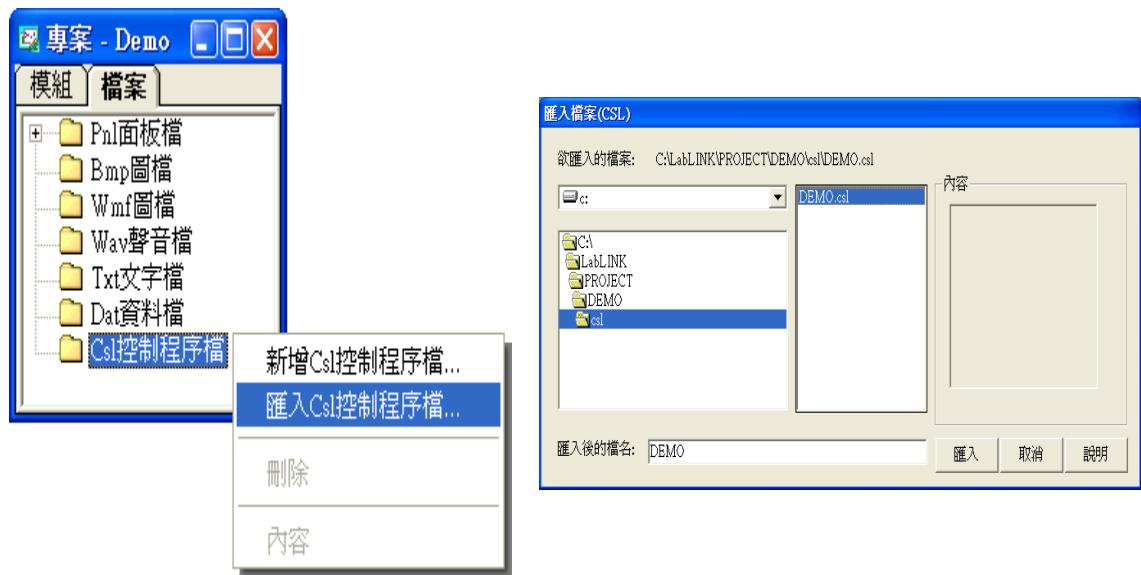 專案 - Demo
模組 檔案
Pnl面板檔
Bmp圖檔
Wmf圖檔
Wav聲音檔
Txt文字檔
Dat資料檔
Csl控制程序檔
新增Csl控制程序檔...
匯入Csl控制程序檔...
刪除
內容
匯入檔案(CSL)
欲匯入的檔案: C:\LabLINK\PROJECT\DEMO\csl\DEMO.csl
c:
DEMO.csl
內容
C:\
LabLINK
PROJECT
DEMO
csl
匯入後的檔名: DEMO
匯入 取消 說明